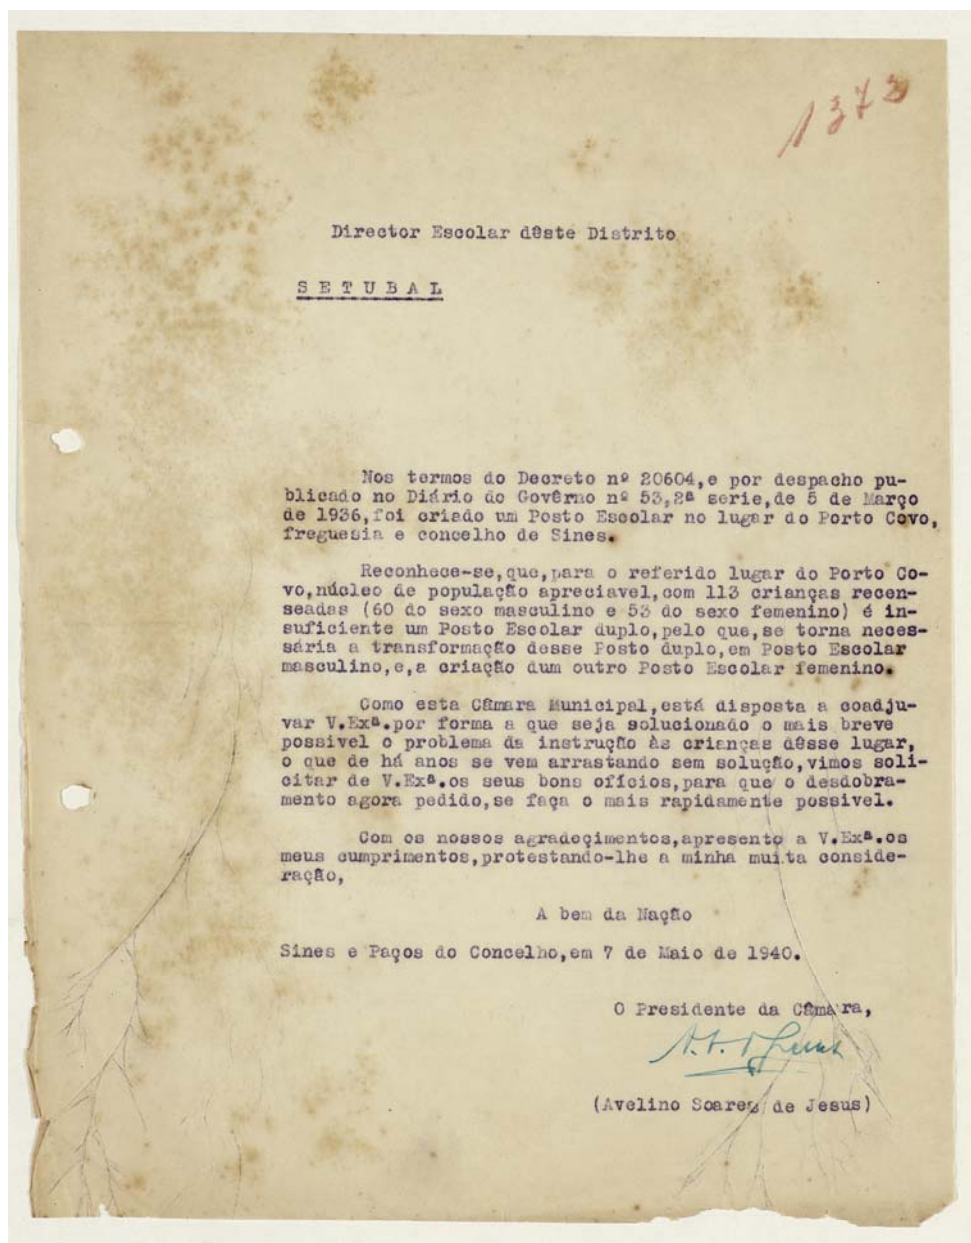 1373
Director Escolar dêste Distrito
SETUBAL
Nos termos do Decreto nº 20604,e por despacho pu-
blicado no Diário do Govêrno nº 53,2ª serie,de 5 de Março
de 1936,foi criado um Posto Escolar no lugar do Porto Covo,
freguesia e concelho de Sines.
Reconhece-se,que,para o referido lugar do Porto Co-
vo,núcleo de população apreciavel,com 113 crianças recen-
seadas (60 do sexo masculino e 53 do sexo femenino) é in-
suficiente um Posto Escolar duplo,pelo que,se torna neces-
sária a transformação desse Posto duplo,em Posto Escolar
masculino,e,a criação dum outro Posto Escolar femenino.
Como esta Câmara Municipal,está disposta a coadju-
var V.Exª.por forma a que seja solucionado o mais breve
possivel o problema da instrução às crianças dêsse lugar,
o que de há anos se vem arrastando sem solução,vimos soli-
citar de V.Exª.os seus bons ofícios,para que o desdobra-
mento agora pedido,se faça o mais rapidamente possivel.
Com os nossos agradeçimentos,apresento a V.Exª.os
meus cumprimentos,protestando-lhe a minha muita conside-
ração,
A bem da Nação
Sines e Paços do Concelho,em 7 de Maio de 1940.
O Presidente da Câmara,
(Avelino Soares de Jesus)